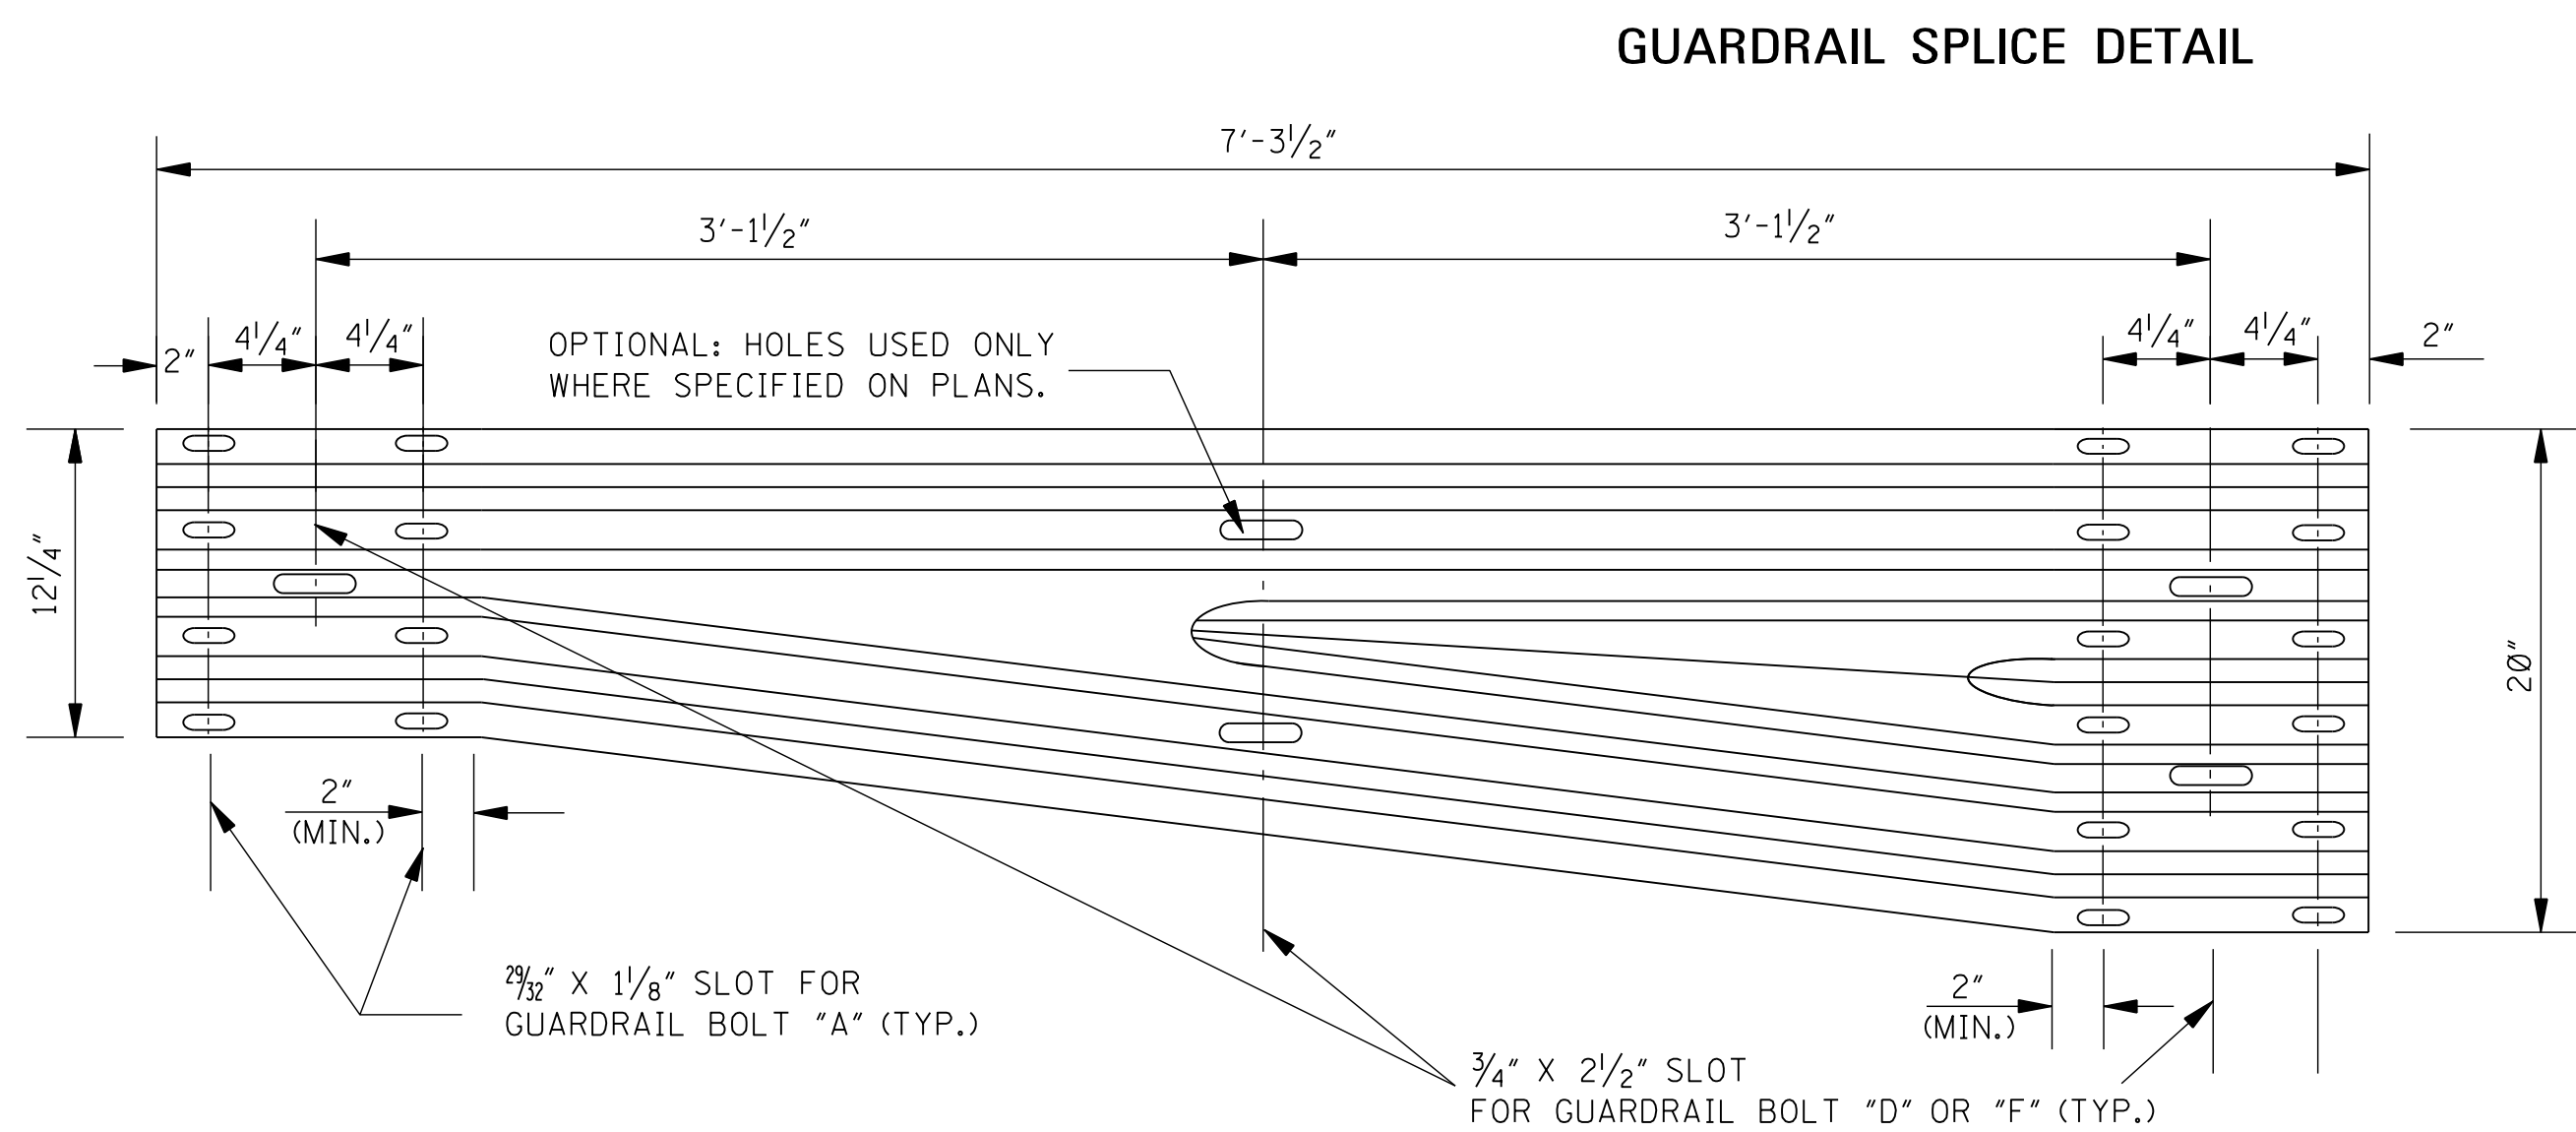 GUARDRAIL SPLICE DETAIL
7'-3½"
3'-1½"
3'-1½"
2"
4¼"
4¼"
OPTIONAL: HOLES USED ONLY
WHERE SPECIFIED ON PLANS.
4¼"
4¼"
2"
12¼"
20"
2"
(MIN.)
29/32" X 1⅛" SLOT FOR
GUARDRAIL BOLT "A" (TYP.)
2"
(MIN.)
¾" X 2½" SLOT
FOR GUARDRAIL BOLT "D" OR "F" (TYP.)